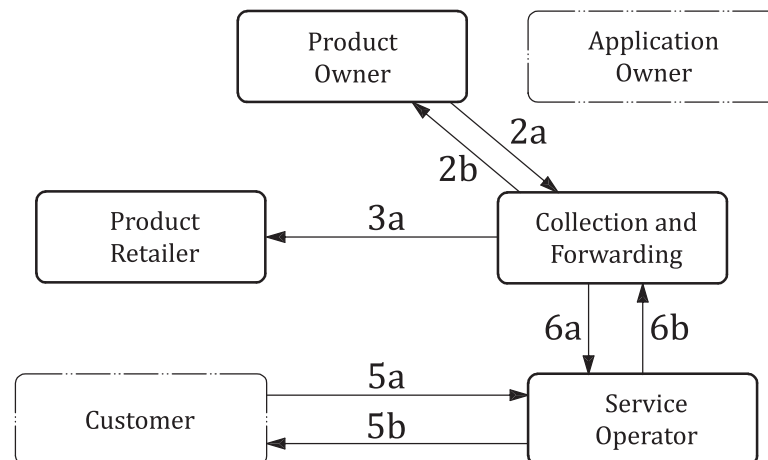 Product
Owner
Application
Owner
2a
2b
Product
Retailer
3a
Collection and
Forwarding
6a
6b
Customer
5a
5b
Service
Operator